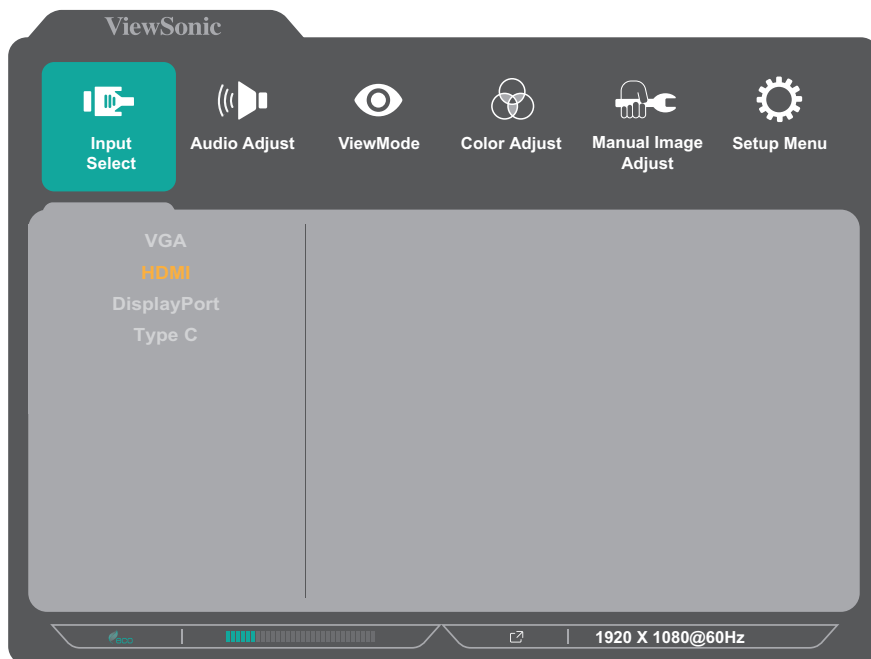 ViewSonic
Input
Select
Audio Adjust
ViewMode
Color Adjust
Manual Image
Adjust
Setup Menu
VGA
HDMI
DisplayPort
Type C
eco
1920 X 1080@60Hz